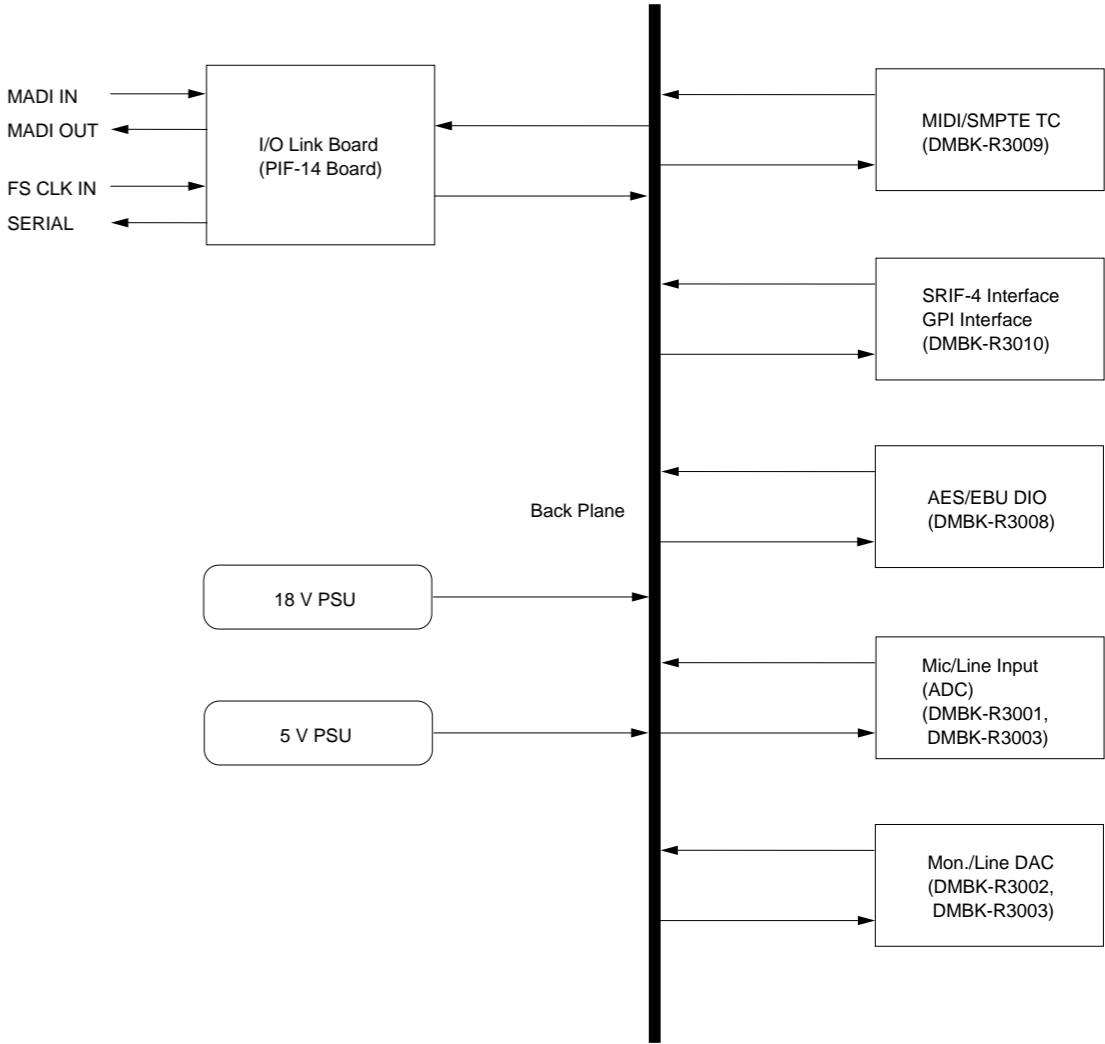 MADI IN
MADI OUT
FS CLK IN
SERIAL
I/O Link Board
(PIF-14 Board)
Back Plane
18 V PSU
5 V PSU
MIDI/SMPTE TC
(DMBK-R3009)
SRIF-4 Interface
GPI Interface
(DMBK-R3010)
AES/EBU DIO
(DMBK-R3008)
Mic/Line Input
(ADC)
(DMBK-R3001,
DMBK-R3003)
Mon./Line DAC
(DMBK-R3002,
DMBK-R3003)